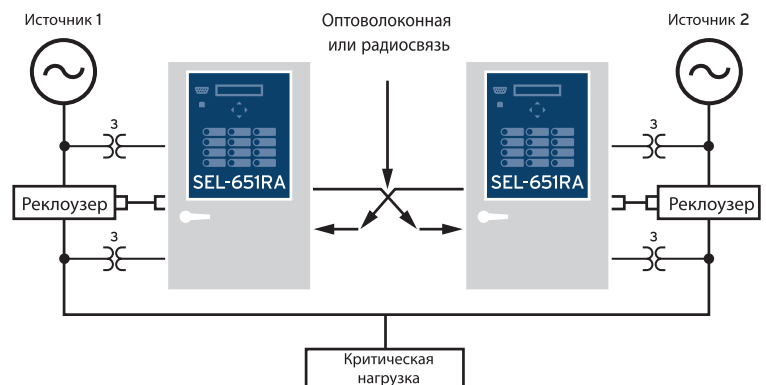 Источник 1
Оптоволоконная
или радиосвязь
Источник 2
3
3
SEL-651RA
SEL-651RA
Реклоузер
Реклоузер
3
3
Критическая
нагрузка